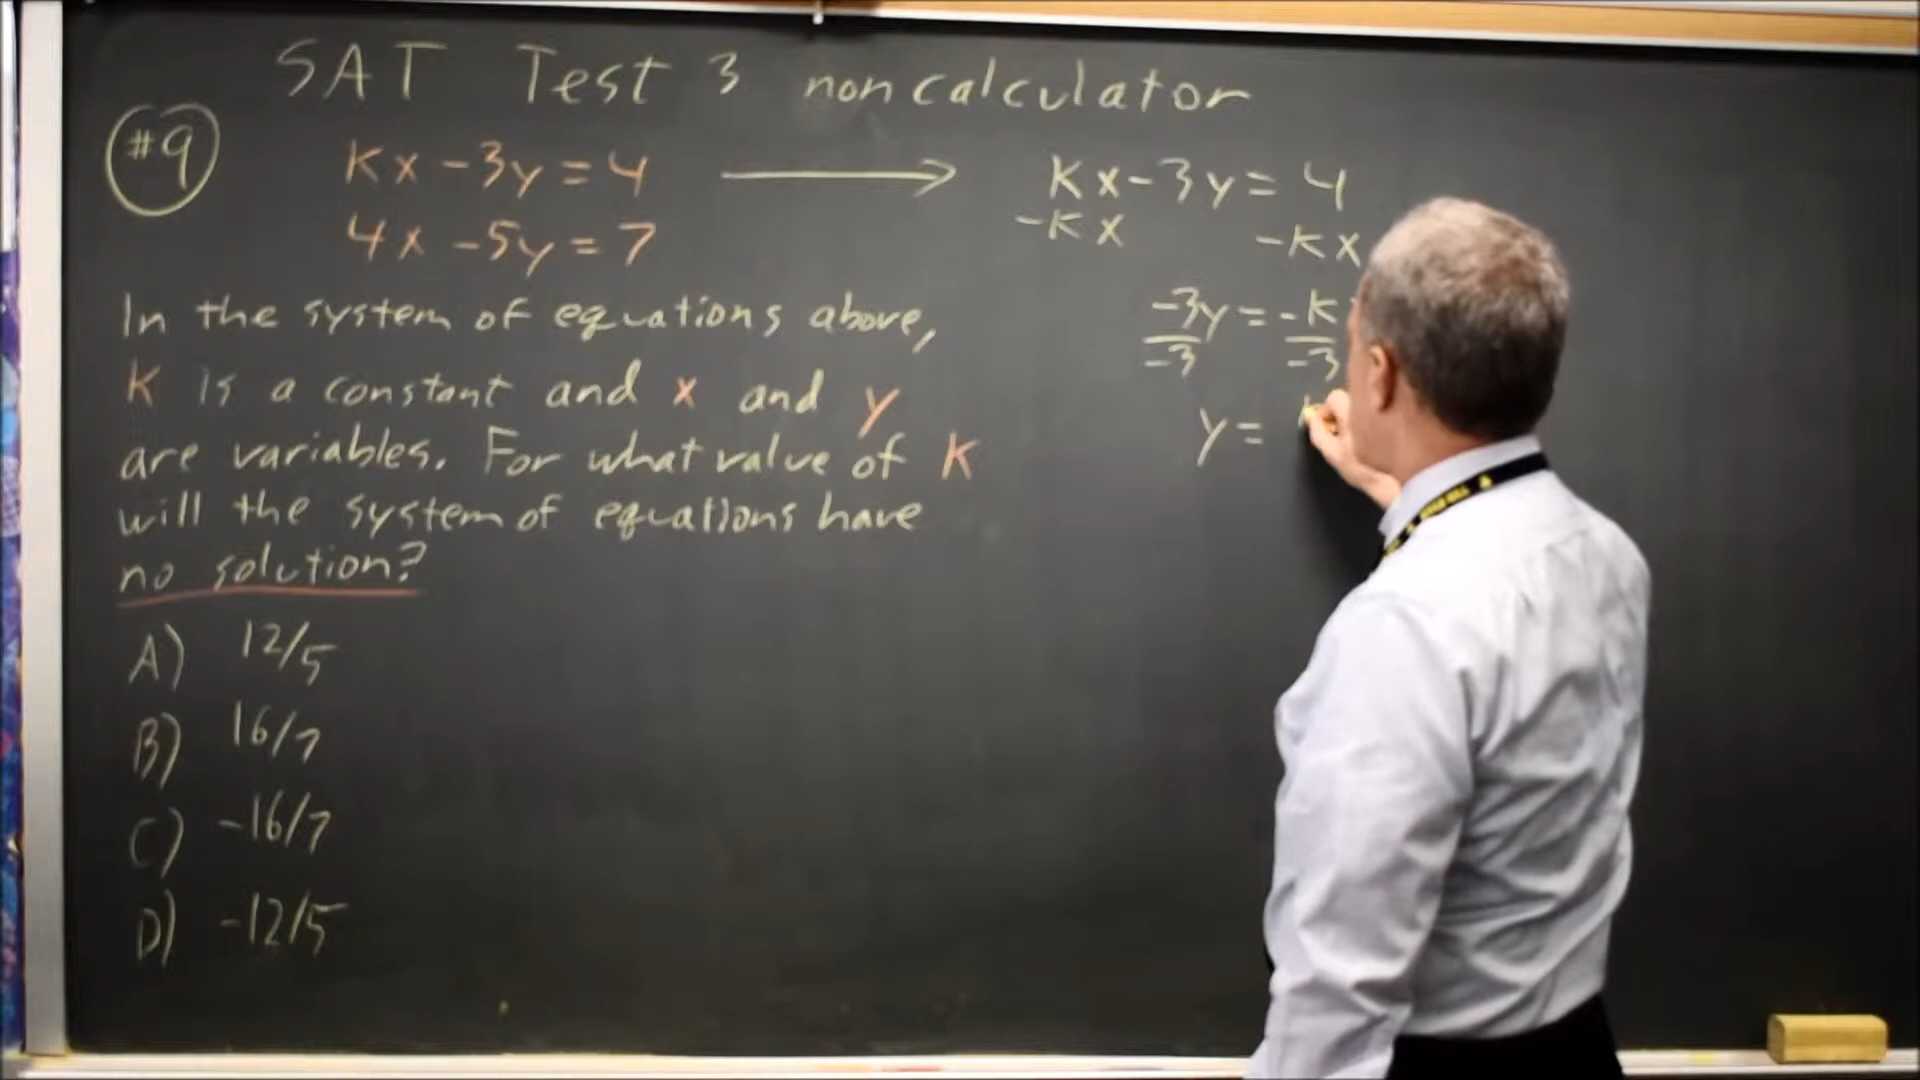 SAT Test 3 noncalculator
#9
Kx - 3y = 4
4x - 5y = 7
In the system of equations above,
K is a constant and x and y
are variables. For what value of K
will the system of equations have
no solution?
A) 12/5
B) 16/7
C) -16/7
D) -12/5
Kx - 3y = 4
-Kx -Kx
-3y = -K
-3 -3
y =